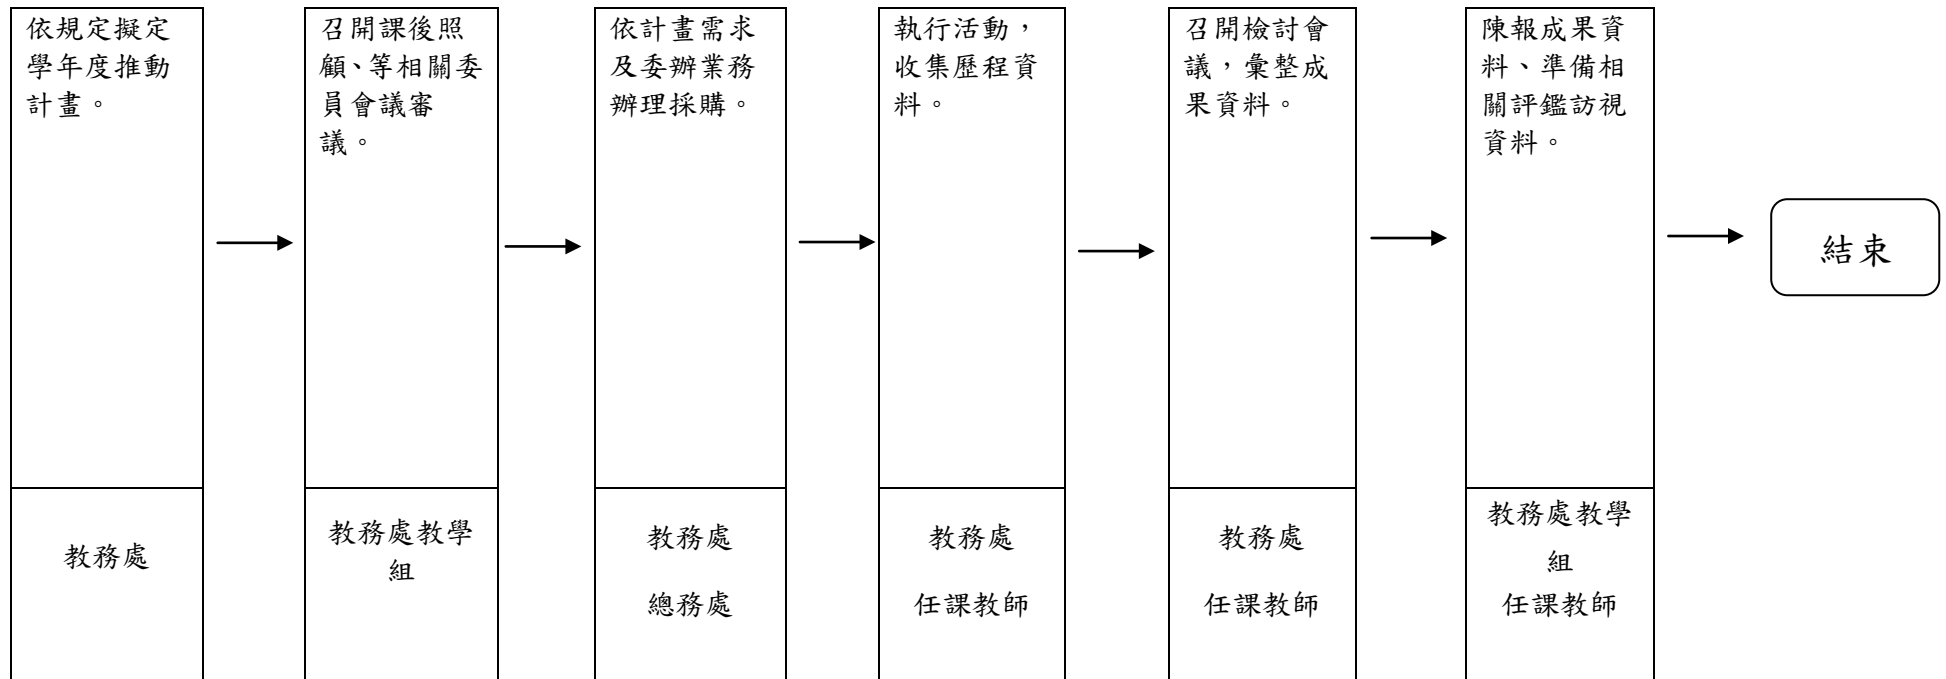 依規定擬定
學年度推動
計畫。
召開課後照
顧、等相關委
員會議審
議。
依計畫需求
及委辦業務
辦理採購。
執行活動，
收集歷程資
料。
召開檢討會
議，彙整成
果資料。
陳報成果資
料、準備相
關評鑑訪視
資料。
結束
教務處
教務處教學
組
教務處
總務處
教務處
任課教師
教務處
任課教師
教務處教學
組
任課教師